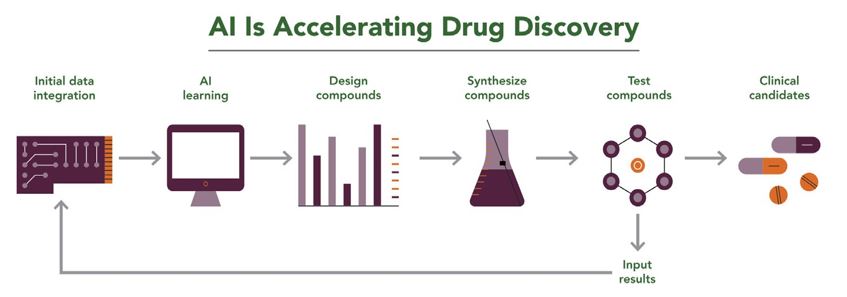 AI Is Accelerating Drug Discovery
Initial data
integration
AI
learning
Design
compounds
Synthesize
compounds
Test
compounds
Clinical
candidates
Input
results